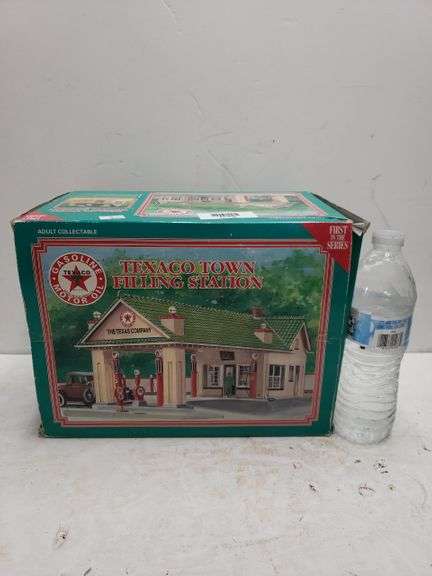 ADULT COLLECTABLE
FIRST
IN THE
SERIES
GASOLINE
TEXACO
MOTOR OIL
TEXACO TOWN
FILLING STATION
THE TEXAS COMPANY